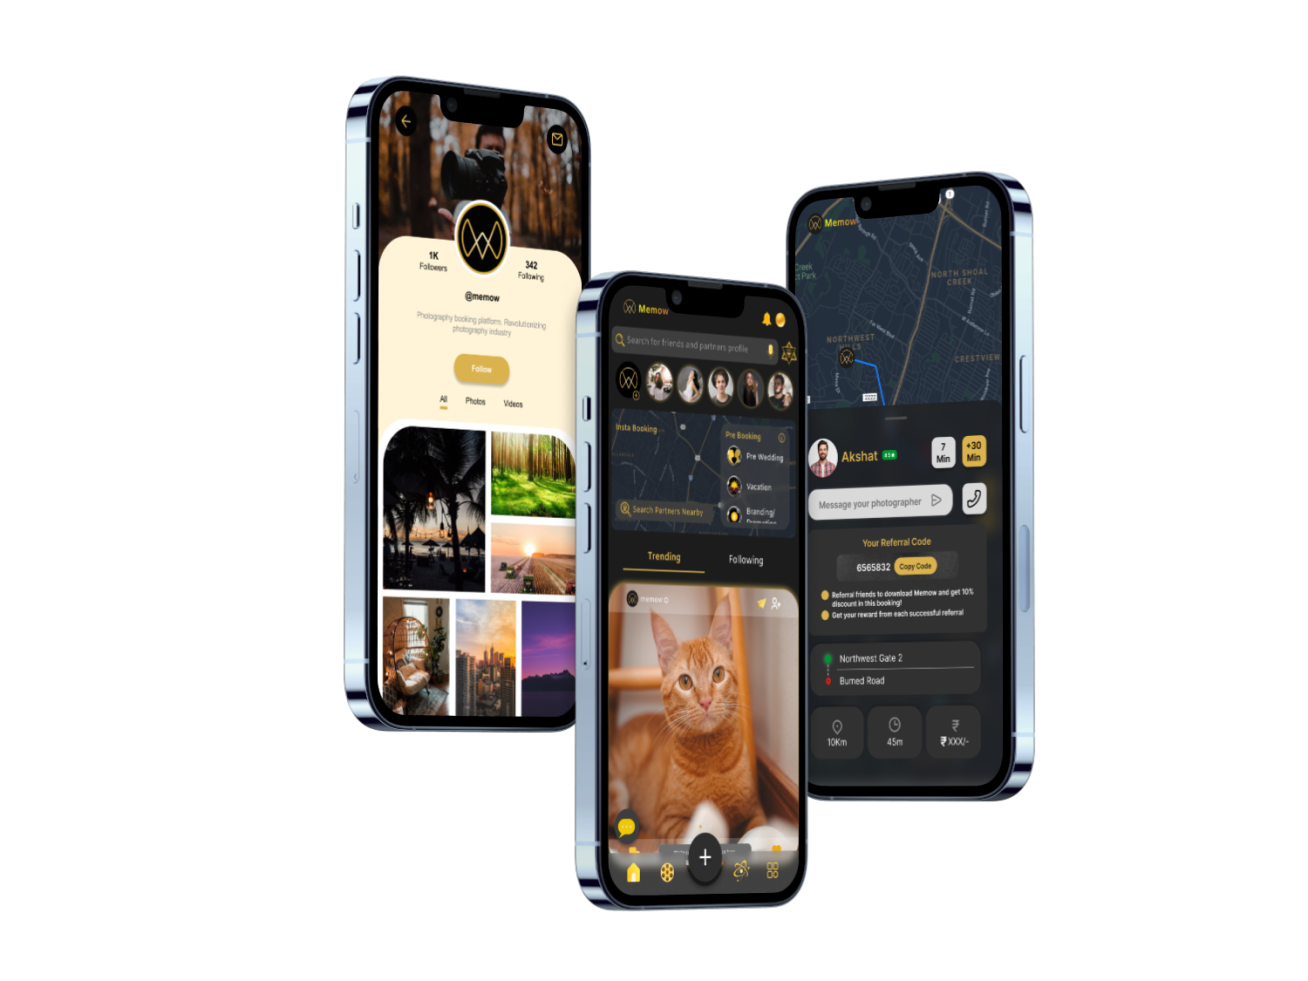 1K
Followers
342
Following
@memow
Photography booking platform. Revolutionizing
photography industry
Follow
All
Photos
Videos
Memow
Search for friends and partners profile
Insta Booking
Pre Booking
Pre Wedding
Vacation
Branding/
Search Partners Nearby
Trending
Following
memow
Memow
Creek
Park
NORTH SHOAL
CREEK
NORTHWEST
HILLS
CRESTVIEW
Akshat
7
Min
+30
Min
Message your photographer
Your Referral Code
6565832
Copy Code
Referral friends to download Memow and get 10%
discount in this booking!
Get your reward from each successful referral
Northwest Gate 2
Burned Road
10Km
45m
₹ XXX/-